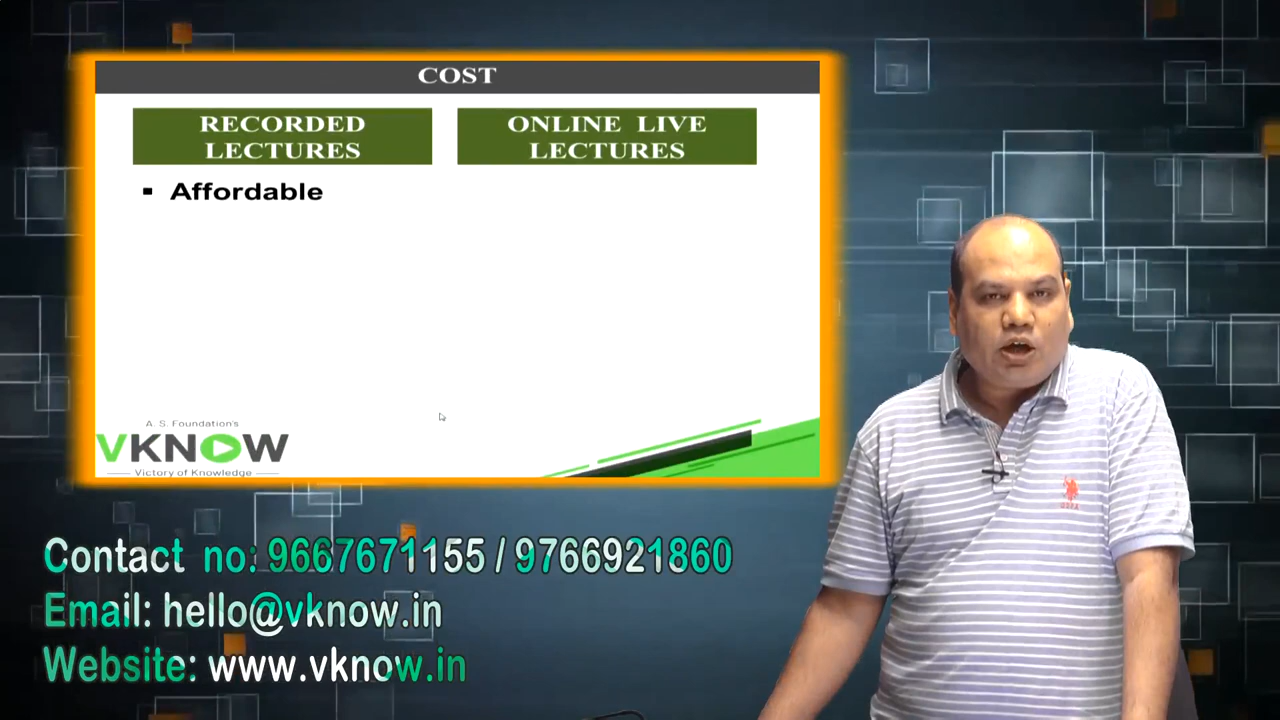 COST
RECORDED
LECTURES
ONLINE LIVE
LECTURES
▪ Affordable
A. S. Foundation's
VKNOW
Victory of Knowledge
Contact no: 9667671155 / 9766921860
Email: hello@vknow.in
Website: www.vknow.in